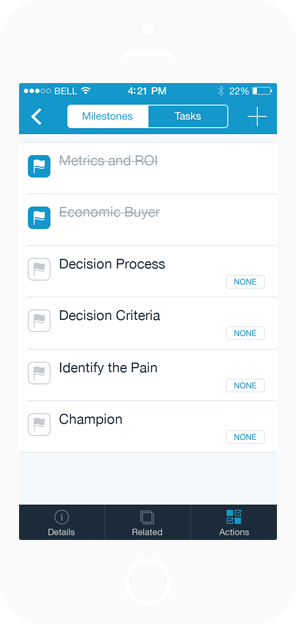 BELL 4:21 PM 22%
Milestones Tasks
Metrics and ROI
Economic Buyer
Decision Process
NONE
Decision Criteria
NONE
Identify the Pain
NONE
Champion
NONE
Details Related Actions